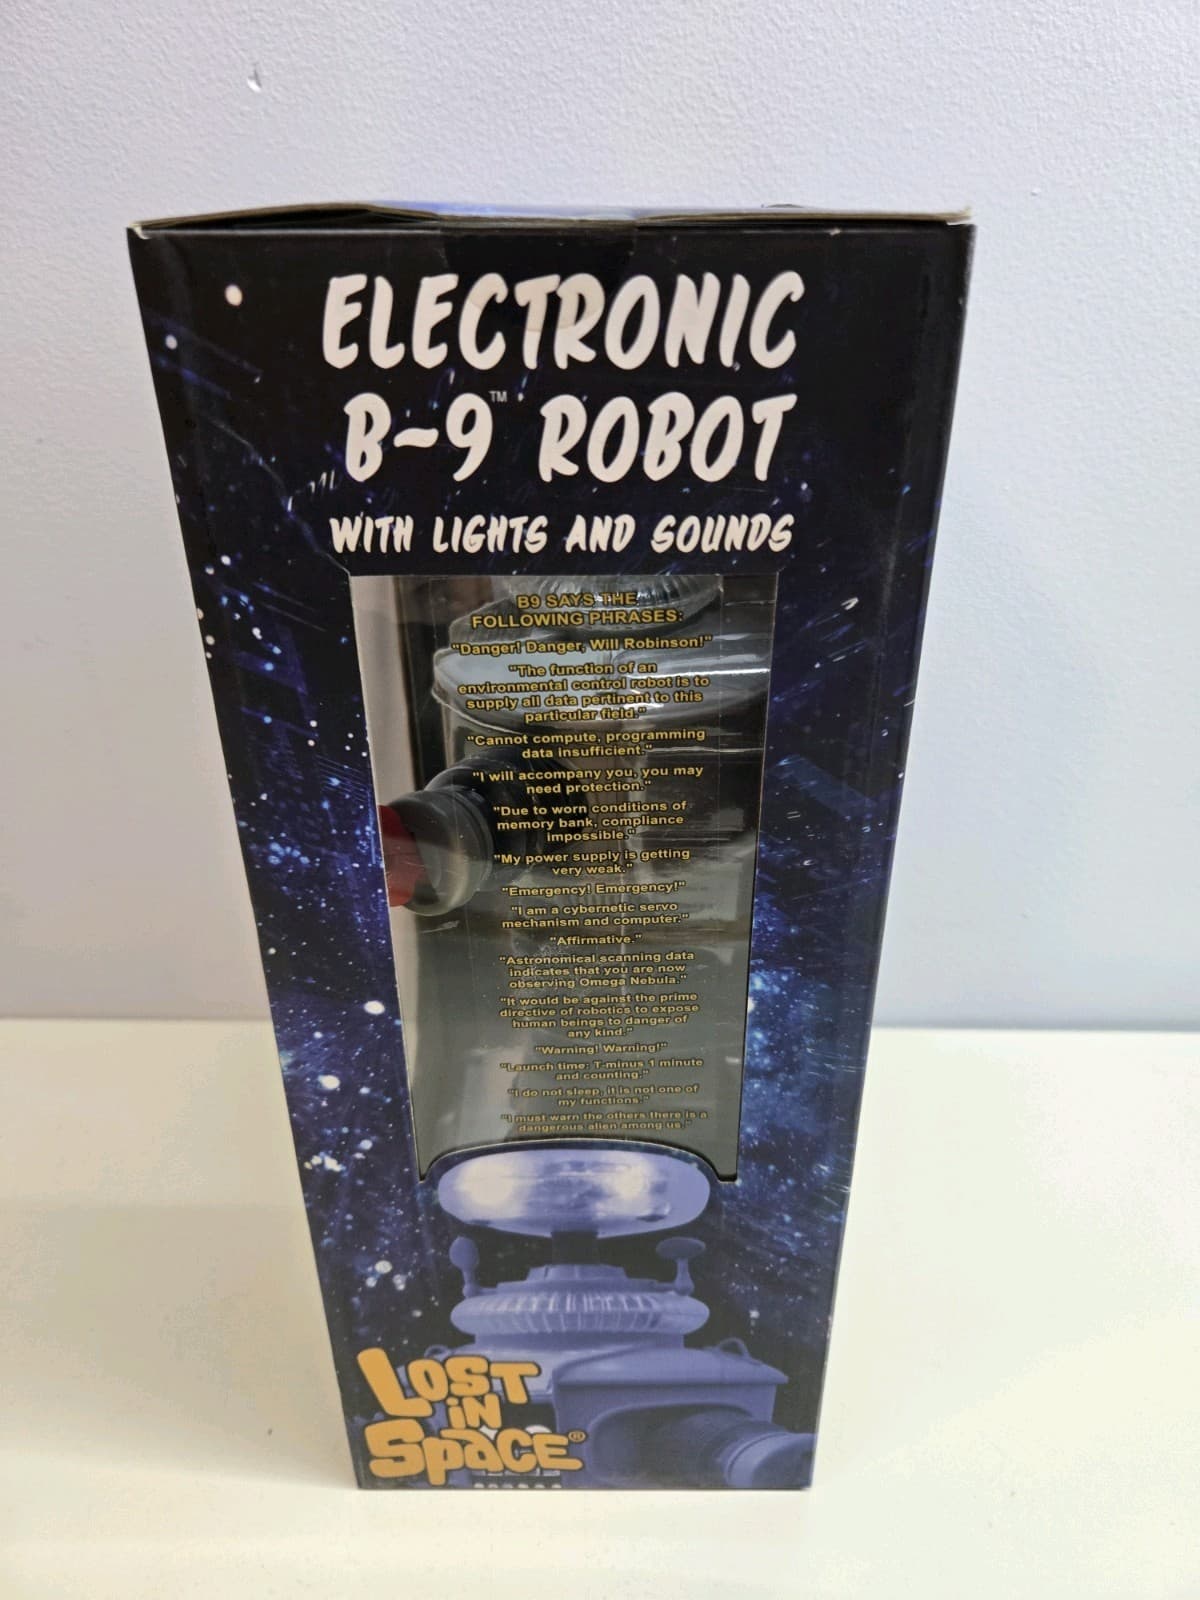 ELECTRONIC
B~9™ ROBOT
WITH LIGHTS AND SOUNDS
B9 SAYS THE
FOLLOWING PHRASES:
"Danger! Danger, Will Robinson!"
"The function of an
environmental control robot is to
supply all data pertinent to this
particular field."
"Cannot compute, programming
data insufficient."
"I will accompany you, you may
need protection."
"Due to worn conditions of
memory bank, compliance
impossible."
"My power supply is getting
very weak."
"Emergency! Emergency!"
"I am a cybernetic servo
mechanism and computer."
"Affirmative."
"Astronomical scanning data
indicates that you are now
observing Omega Nebula."
"It would be against the prime
directive of robotics to expose
human beings to danger of
any kind."
"Warning! Warning!"
"Launch time: T-minus 1 minute
and counting."
"I do not sleep, it is not one of
my functions."
"I must warn the others there is a
dangerous alien among us."
LOST
IN
SPACE®